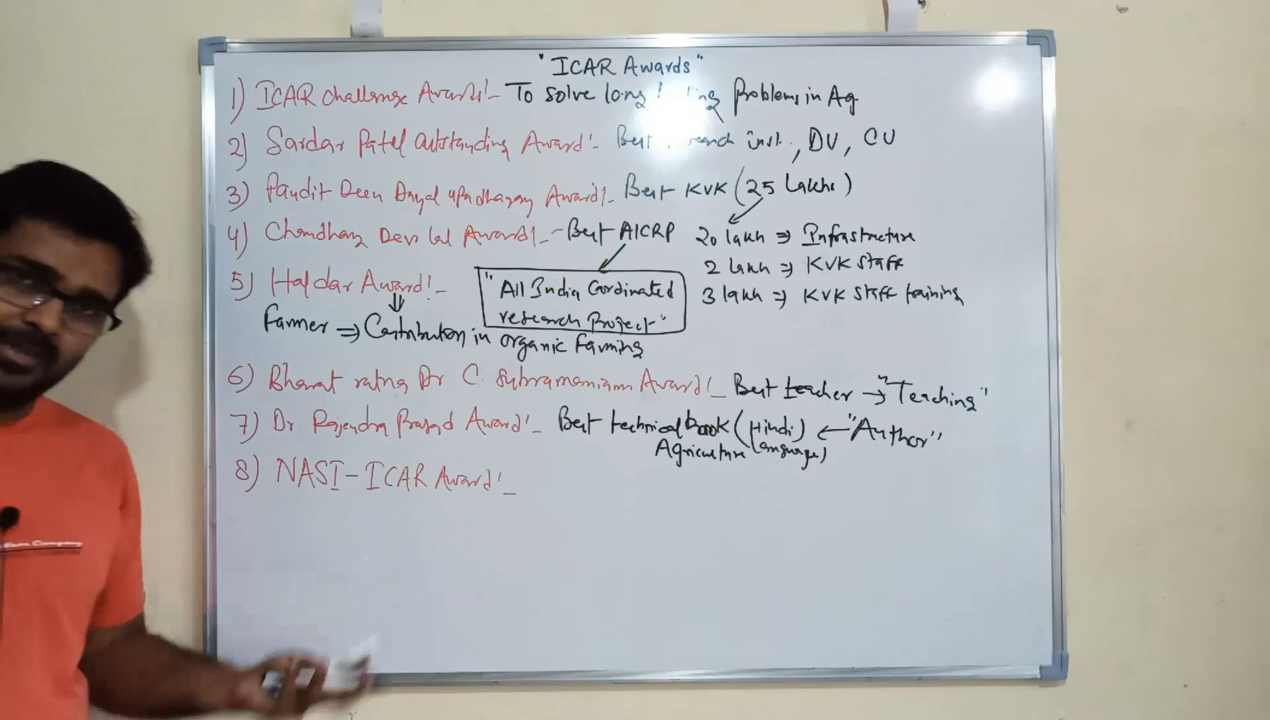 "ICAR Awards"
1) ICAR challenge Award:- To solve long Problems in Ag
2) Sardar Patel outstanding Award:- Best inst., DU, CU
3) Pandit Deen Dayal upadhayay Award:- Best KVK (25 lakhs)
4) Choudhary Devi lal Award:- Best AICRP
20 lakh ⇒ Infrastructure
2 lakh ⇒ KVK Staff
3 lakh ⇒ KVK Staff training
5) Haldar Award:-
"All India Coordinated
research Project"
Farmer ⇒ Contribution in organic Farming
6) Bharat ratna Dr C. Subramaniam Award:- Best teacher → "Teaching"
7) Dr. Rajendra Prasad Award:- Best technical book (Hindi) ← "Author"
Agriculture language)
8) NASI-ICAR Award:-